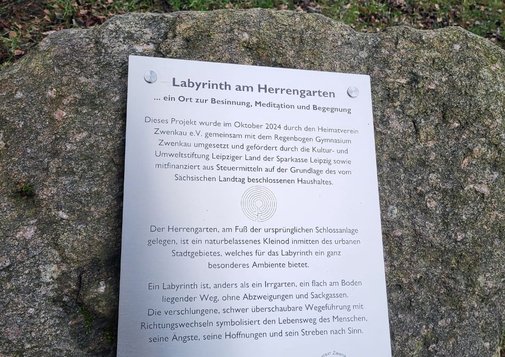 Labyrinth am Herrengarten
... ein Ort zur Besinnung, Meditation und Begegnung
Dieses Projekt wurde im Oktober 2024 durch den Heimatverein
Zwenkau e.V. gemeinsam mit dem Regenbogen Gymnasium
Zwenkau umgesetzt und gefördert durch die Kultur- und
Umweltstiftung Leipziger Land der Sparkasse Leipzig sowie
mitfinanziert aus Steuermitteln auf der Grundlage des vom
Sächsischen Landtag beschlossenen Haushaltes.
Der Herrengarten, am Fuß der ursprünglichen Schlossanlage
gelegen, ist ein naturbelassenes Kleinod inmitten des urbanen
Stadtgebietes, welches für das Labyrinth ein ganz
besonderes Ambiente bietet.
Ein Labyrinth ist, anders als ein Irrgarten, ein flach am Boden
liegender Weg, ohne Abzweigungen und Sackgassen.
Die verschlungene, schwer überschaubare Wegeführung mit
Richtungswechseln symbolisiert den Lebensweg des Menschen,
seine Ängste, seine Hoffnungen und sein Streben nach Sinn.